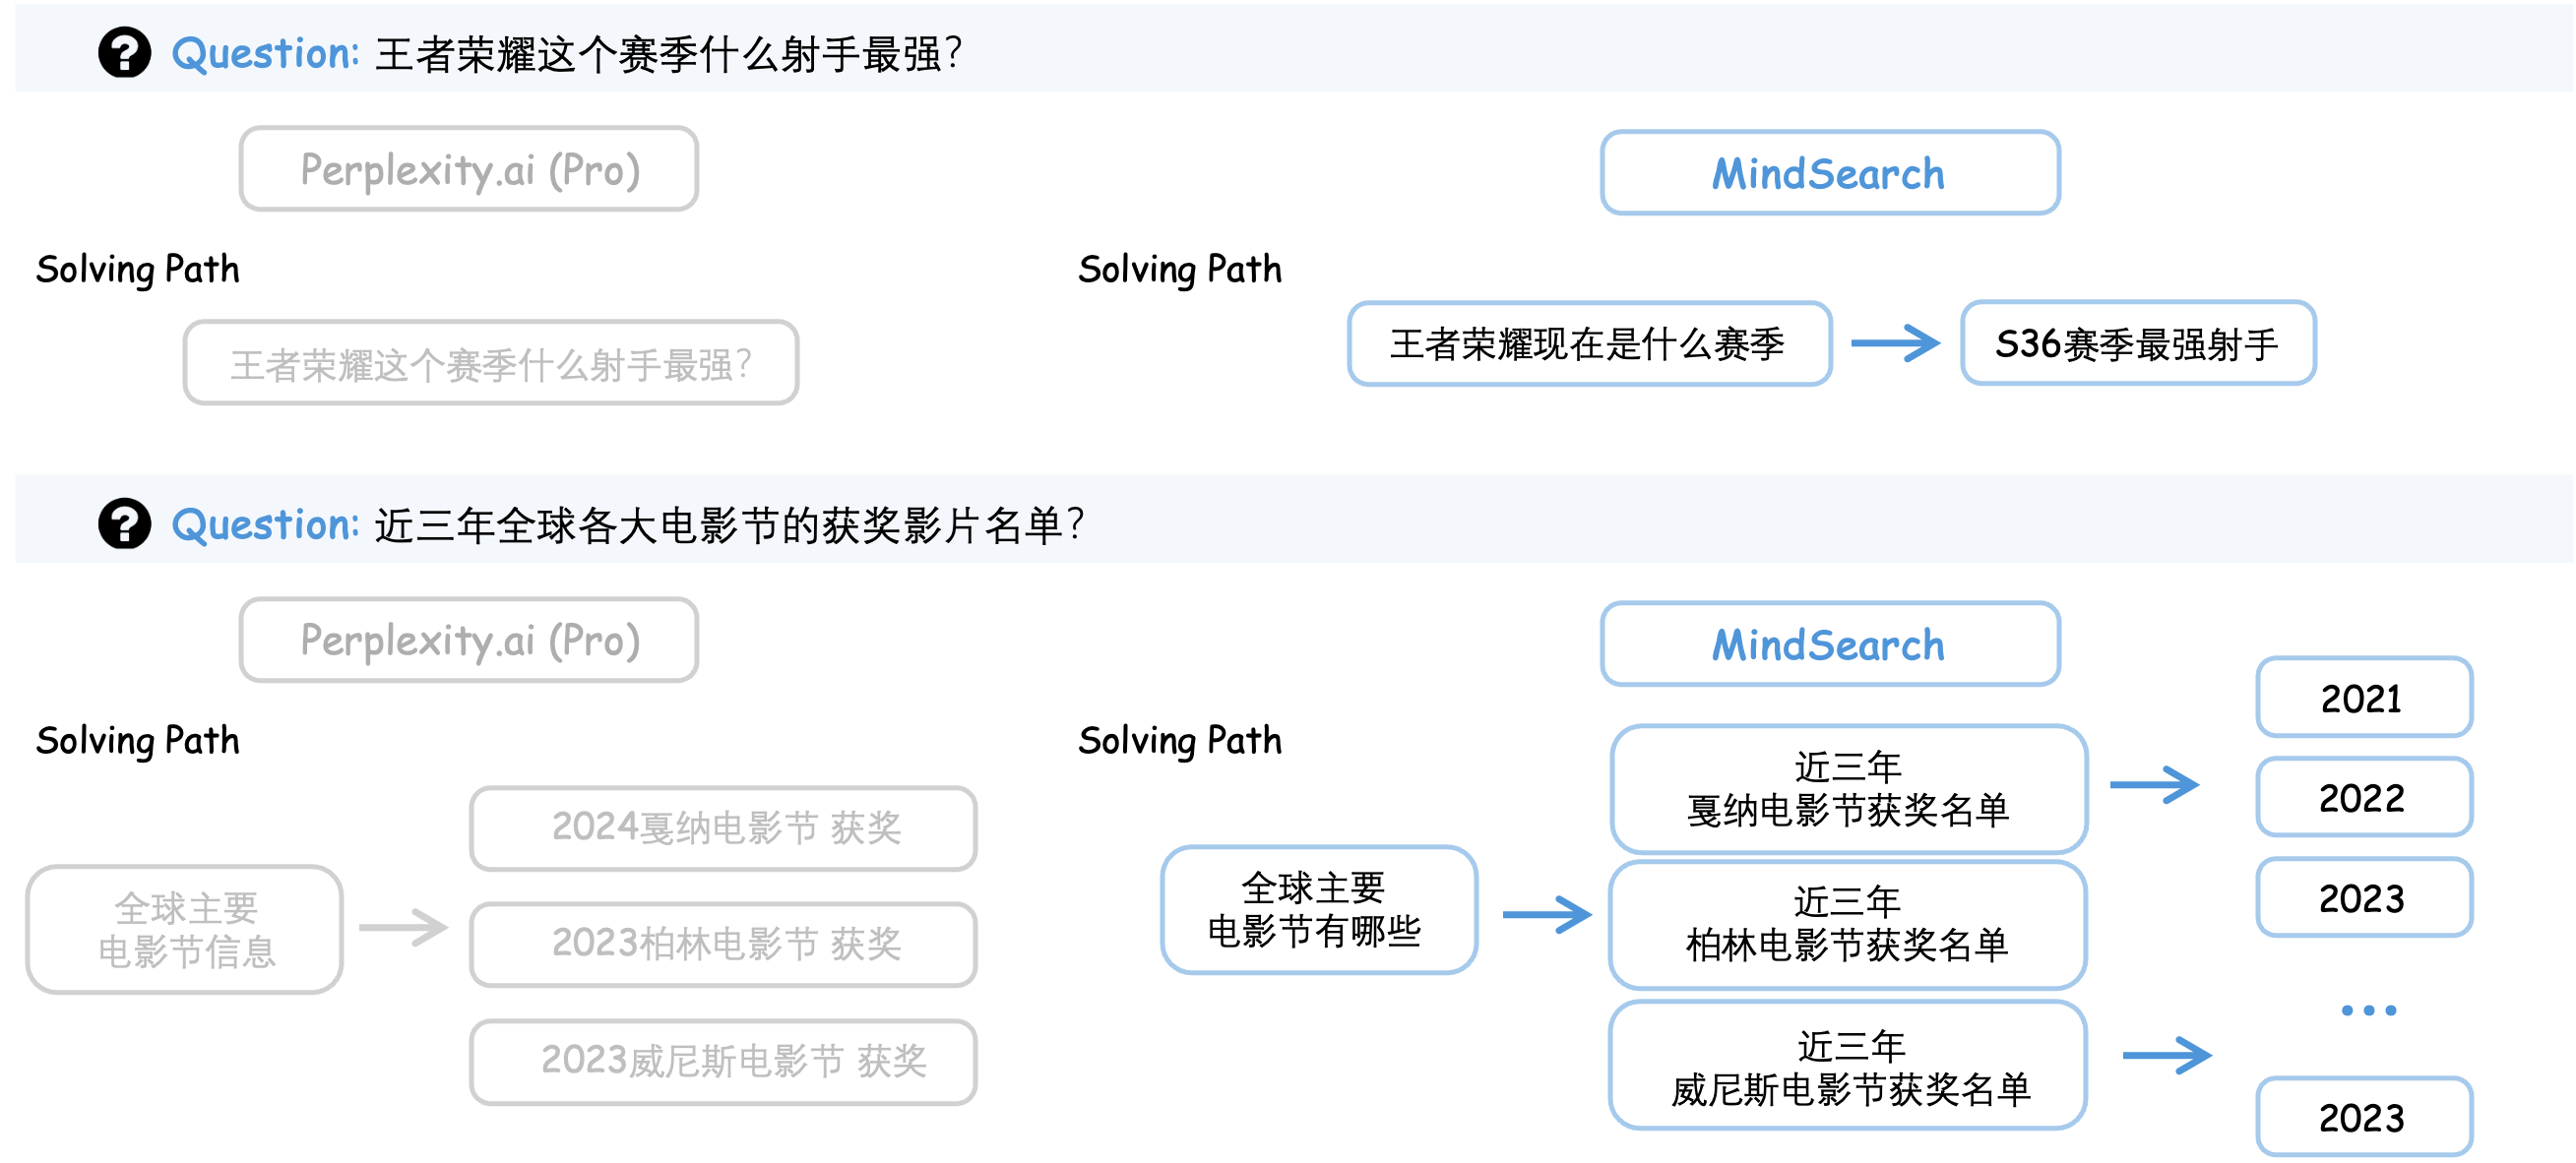 Question: 王者荣耀这个赛季什么射手最强？
Perplexity.ai (Pro)
MindSearch
Solving Path
Solving Path
王者荣耀这个赛季什么射手最强？
王者荣耀现在是什么赛季
S36赛季最强射手
Question: 近三年全球各大电影节的获奖影片名单？
Perplexity.ai (Pro)
MindSearch
Solving Path
全球主要
电影节信息
2024戛纳电影节 获奖
2023柏林电影节 获奖
2023威尼斯电影节 获奖
Solving Path
全球主要
电影节有哪些
近三年
戛纳电影节获奖名单
近三年
柏林电影节获奖名单
近三年
威尼斯电影节获奖名单
2021
2022
2023
...
2023